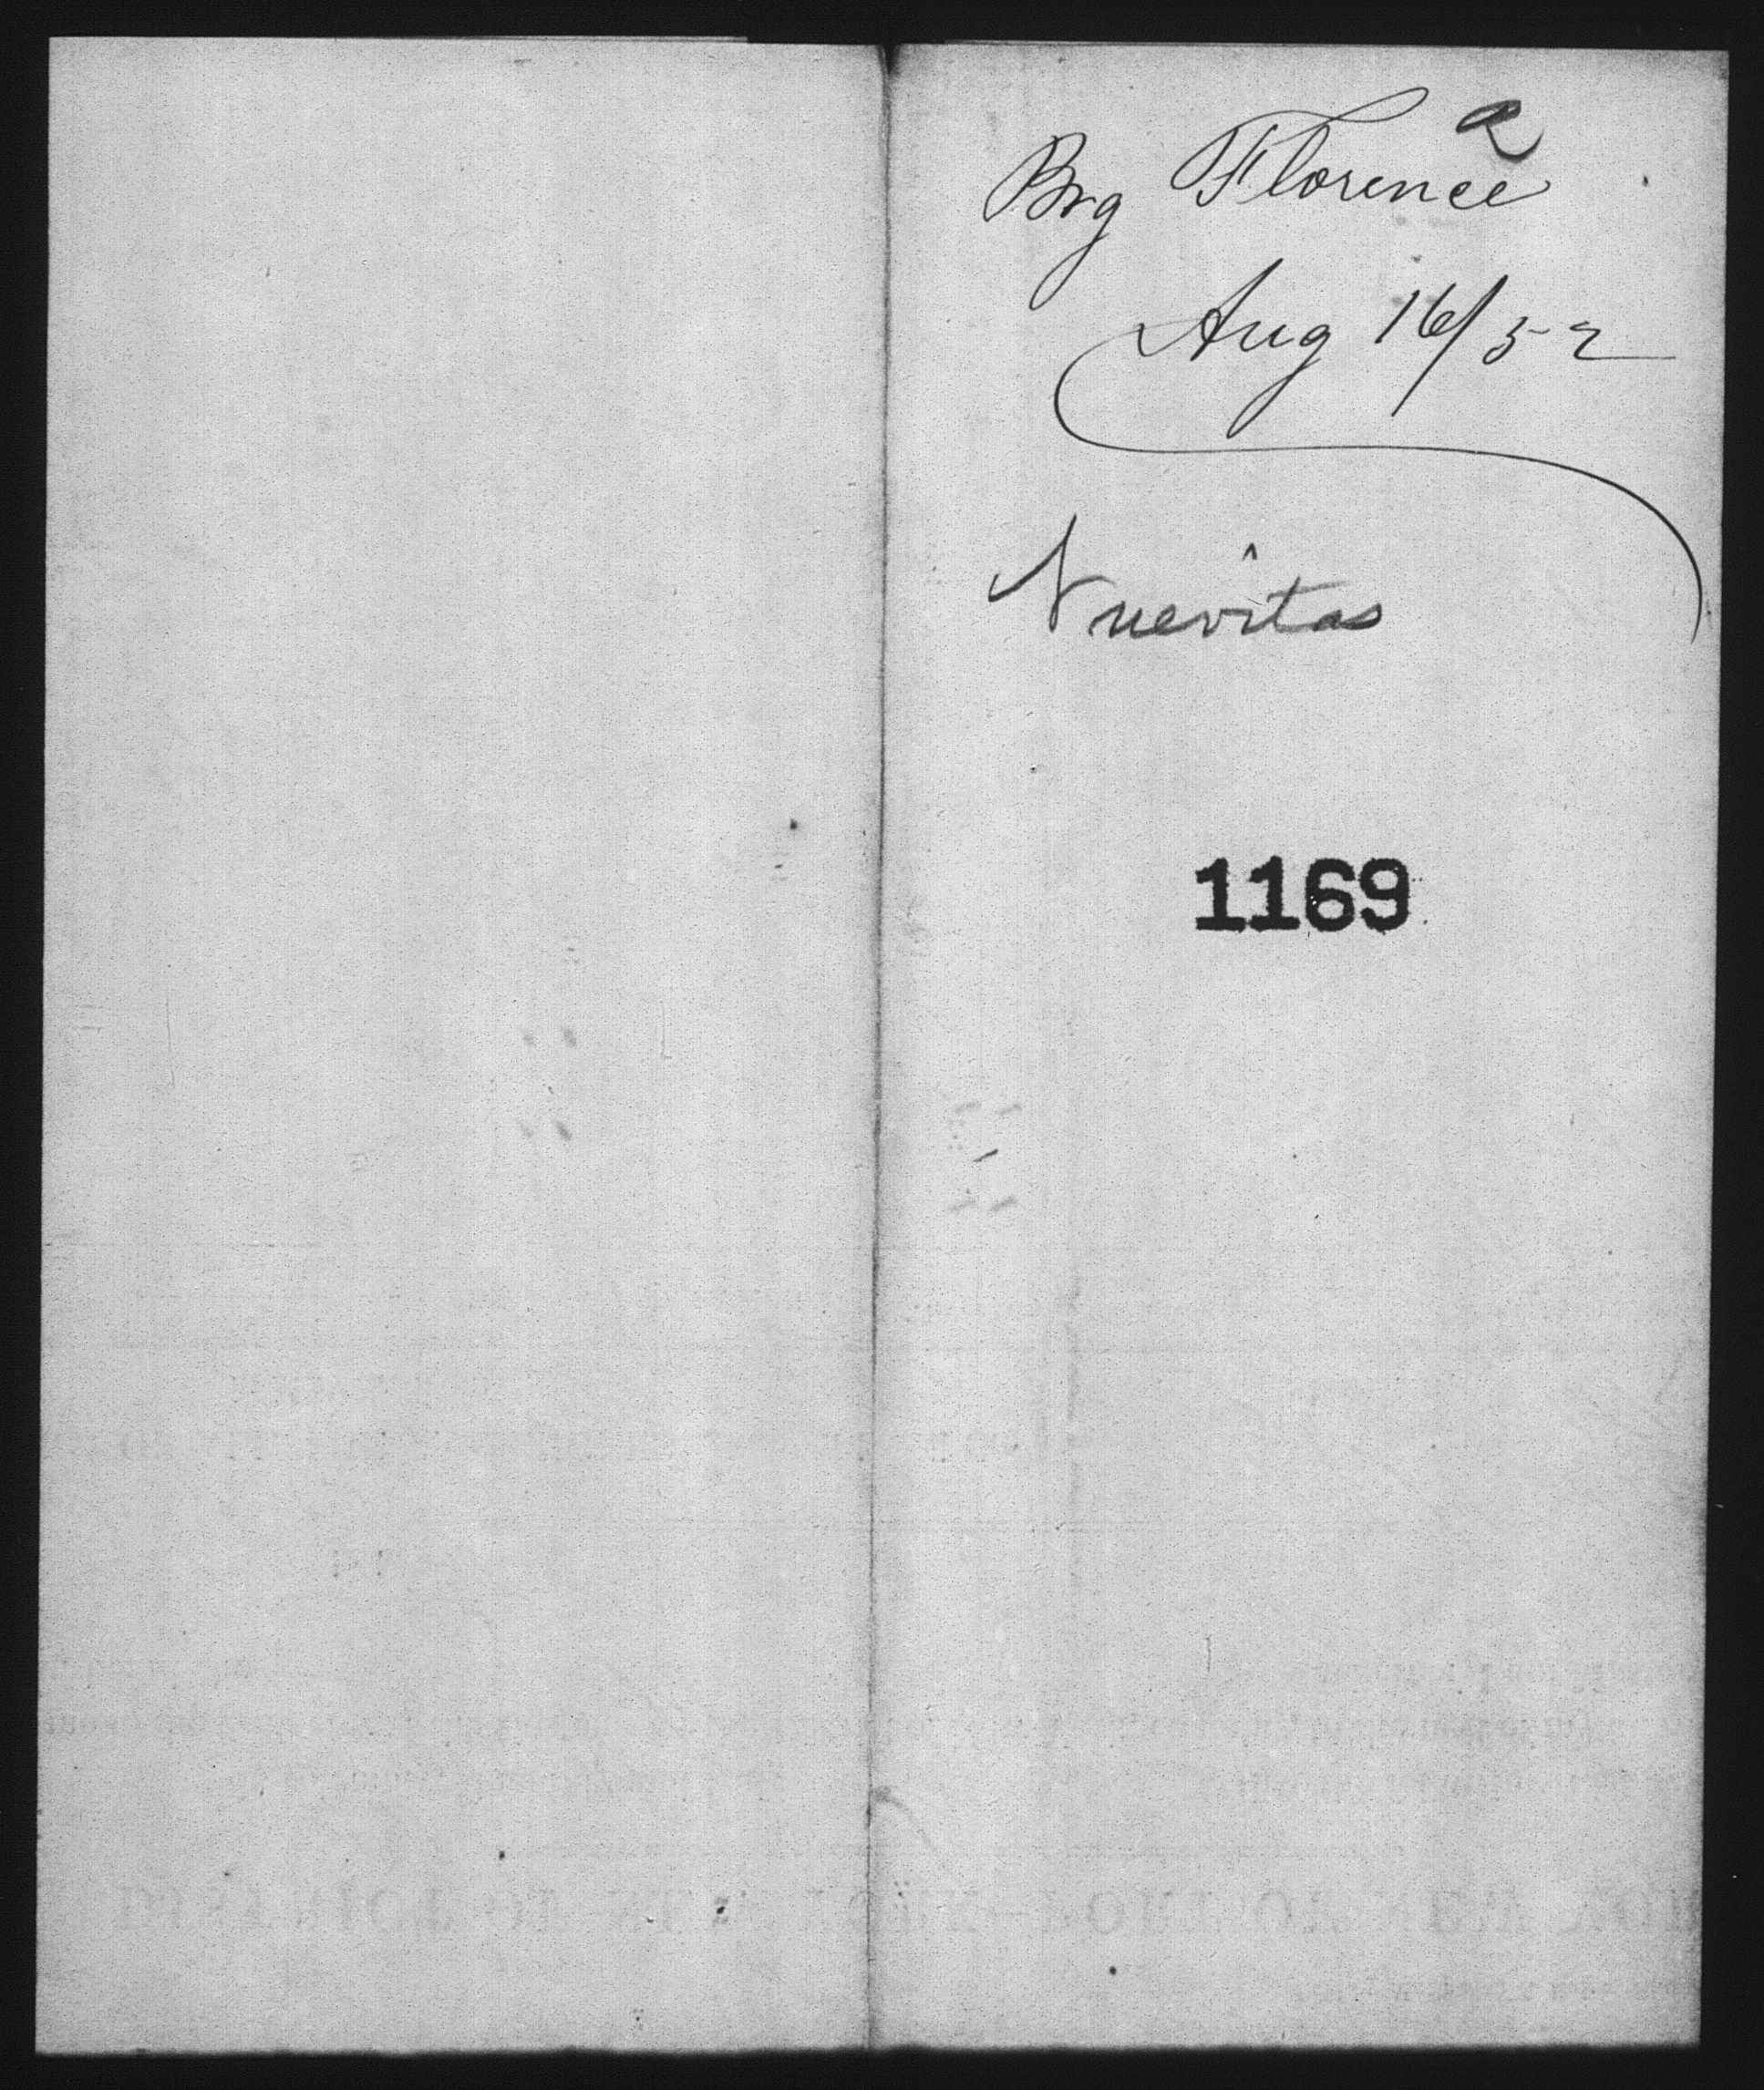 a
Brg Florence
Aug 16/52
Nuevitas
1169